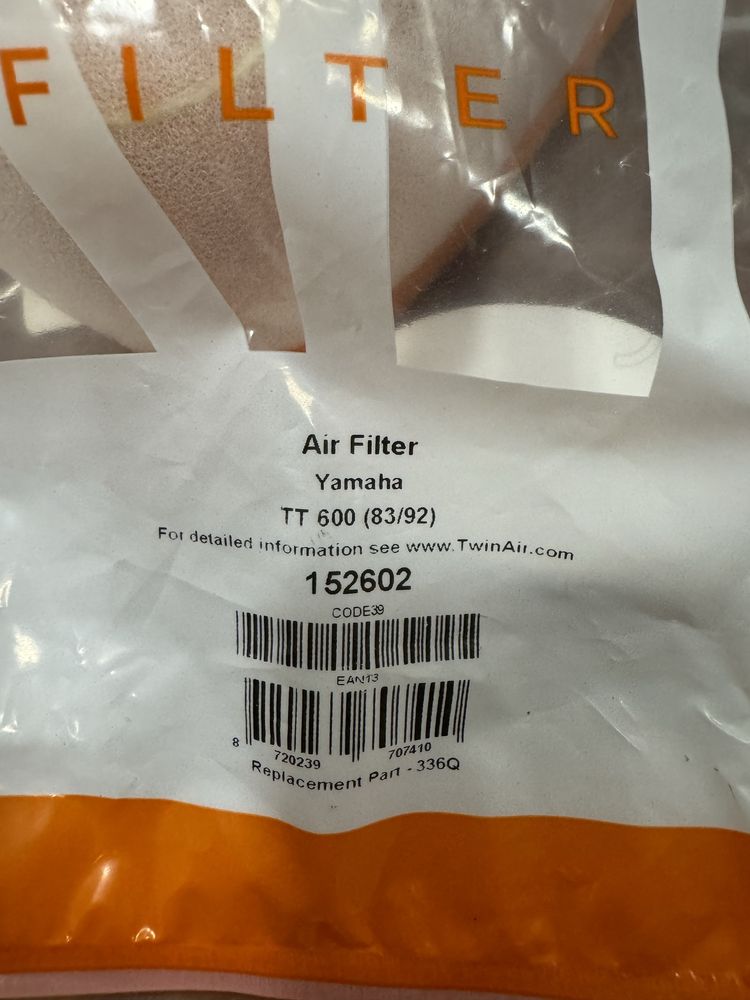 FILTER
Air Filter
Yamaha
TT 600 (83/92)
For detailed information see www.TwinAir.com
152602
CODE39
EAN13
8 720239 707410
Replacement Part - 336Q